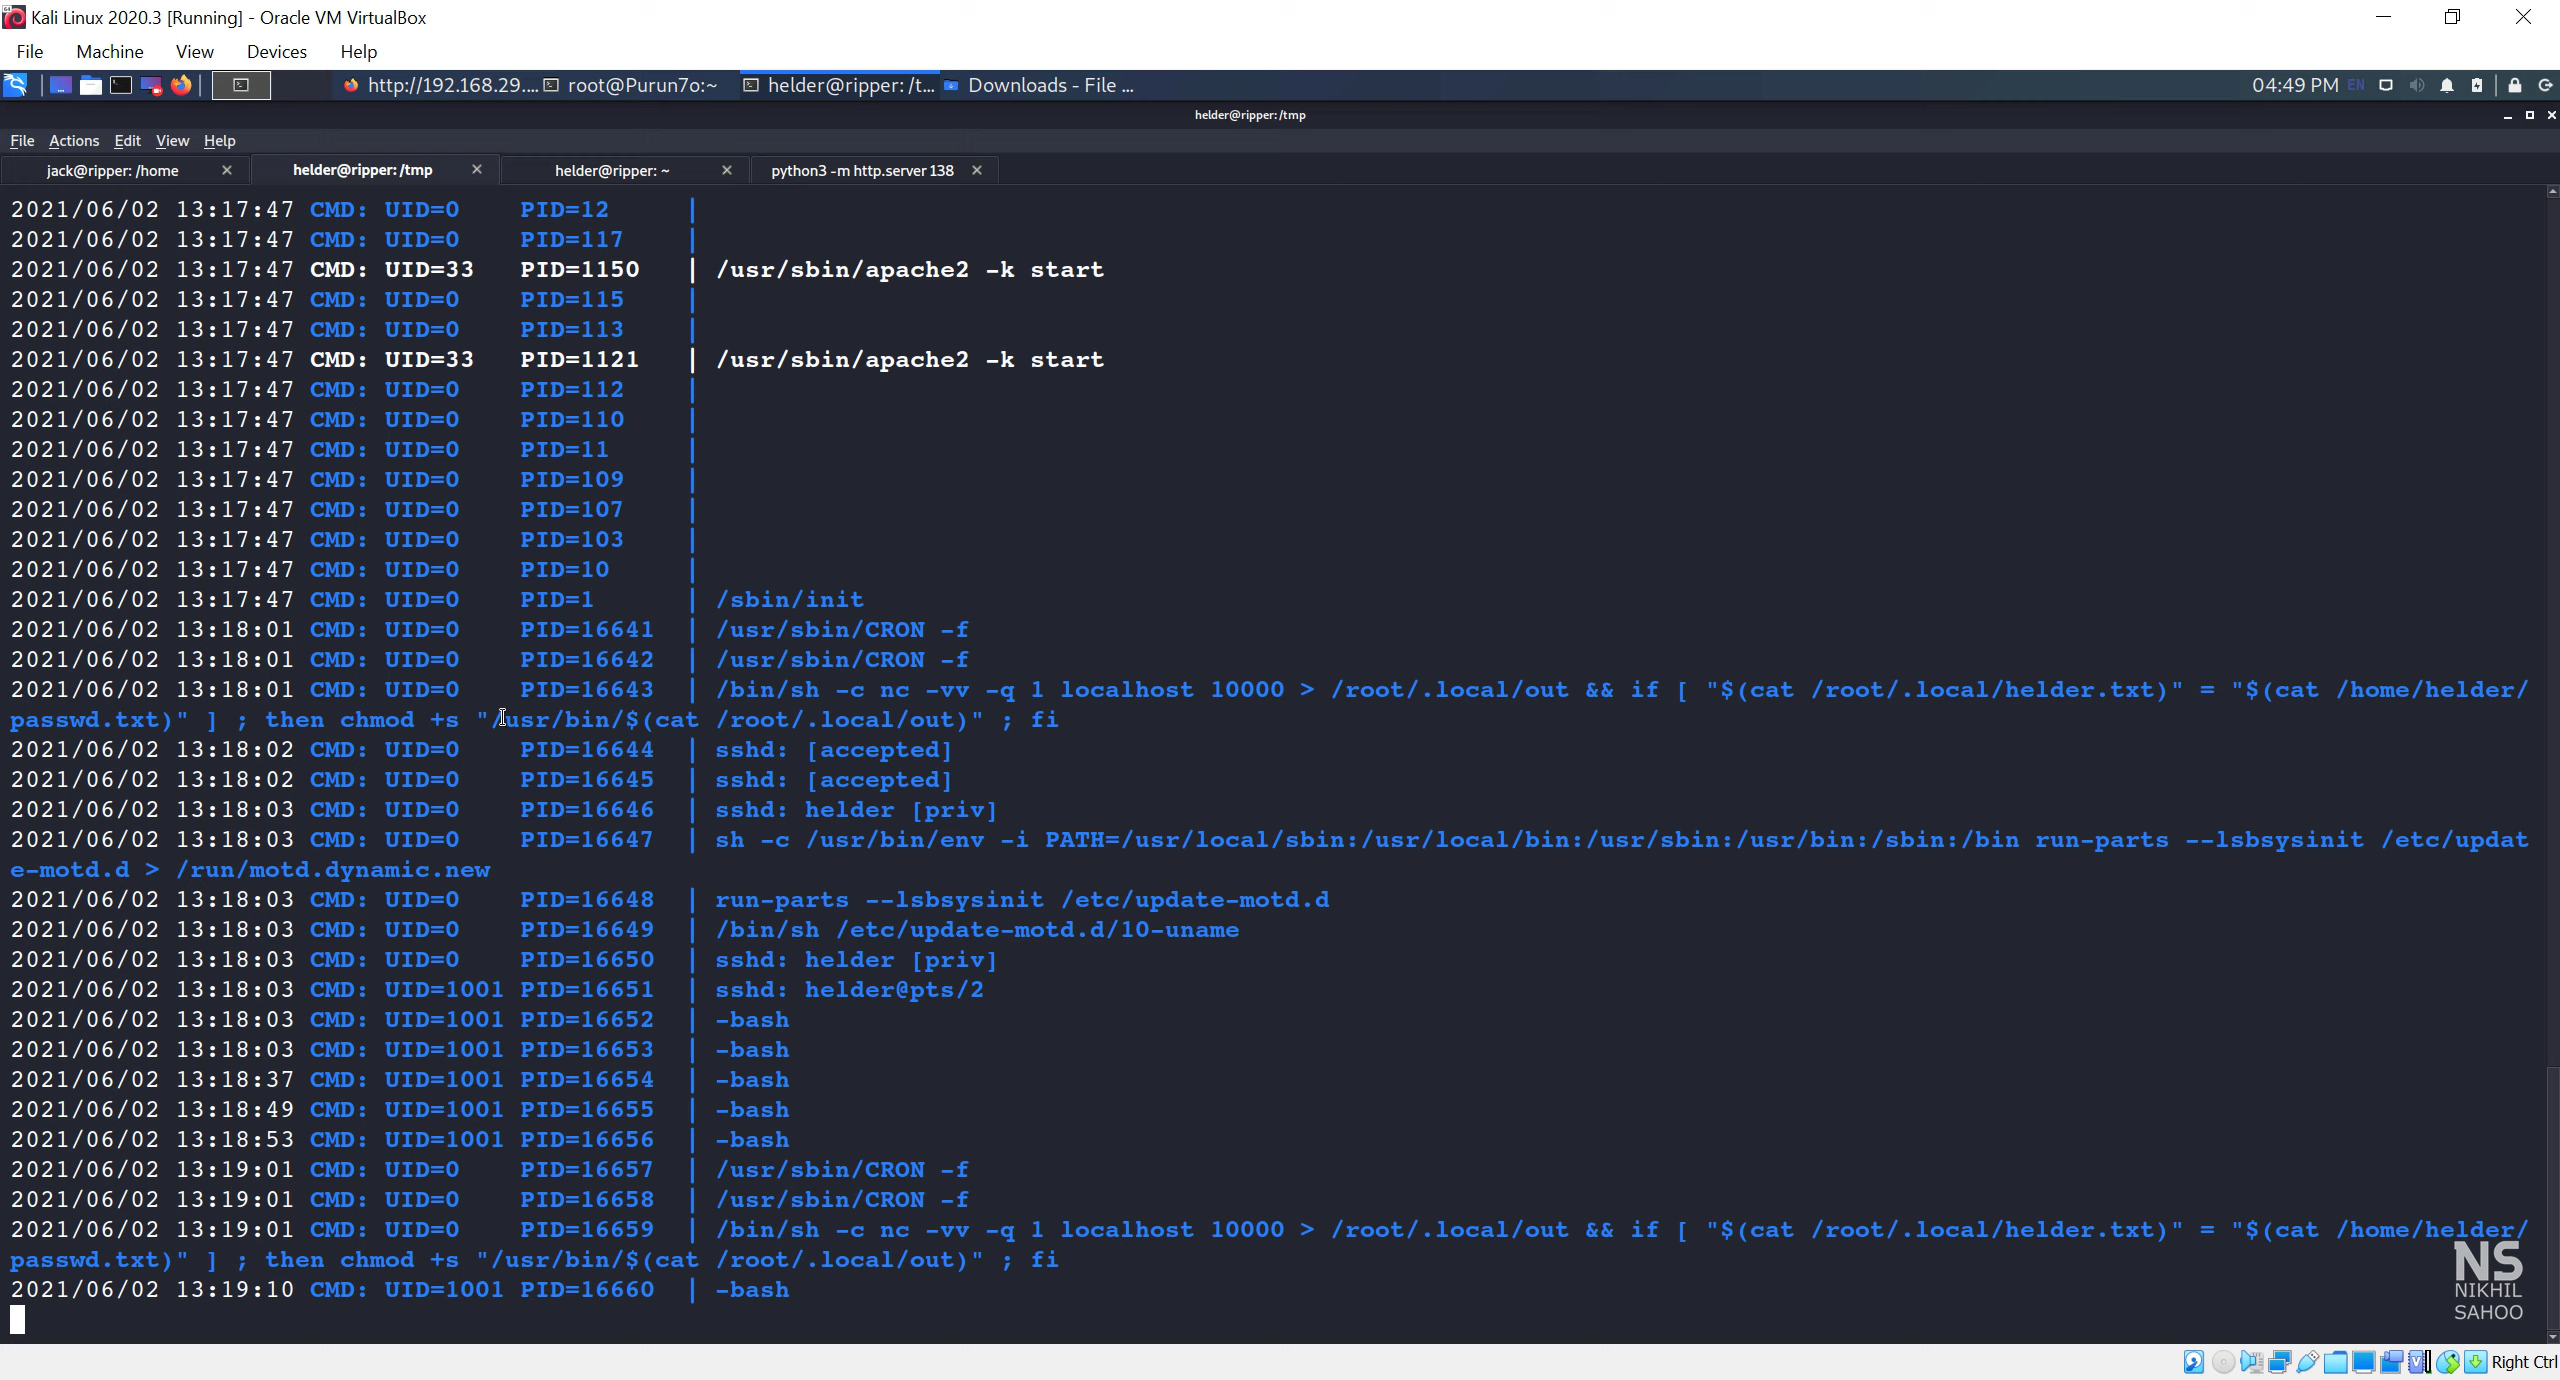 Kali Linux 2020.3 [Running] - Oracle VM VirtualBox
File Machine View Devices Help
http://192.168.29.... root@Purun7o:~ helder@ripper: /t... Downloads - File ... 04:49 PM EN
helder@ripper:/tmp
File Actions Edit View Help
jack@ripper: /home helder@ripper: /tmp helder@ripper: ~ python3 -m http.server 138
2021/06/02 13:17:47 CMD: UID=0 PID=12 |
2021/06/02 13:17:47 CMD: UID=0 PID=117 |
2021/06/02 13:17:47 CMD: UID=33 PID=1150 | /usr/sbin/apache2 -k start
2021/06/02 13:17:47 CMD: UID=0 PID=115 |
2021/06/02 13:17:47 CMD: UID=0 PID=113 |
2021/06/02 13:17:47 CMD: UID=33 PID=1121 | /usr/sbin/apache2 -k start
2021/06/02 13:17:47 CMD: UID=0 PID=112 |
2021/06/02 13:17:47 CMD: UID=0 PID=110 |
2021/06/02 13:17:47 CMD: UID=0 PID=11 |
2021/06/02 13:17:47 CMD: UID=0 PID=109 |
2021/06/02 13:17:47 CMD: UID=0 PID=107 |
2021/06/02 13:17:47 CMD: UID=0 PID=103 |
2021/06/02 13:17:47 CMD: UID=0 PID=10 |
2021/06/02 13:17:47 CMD: UID=0 PID=1 | /sbin/init
2021/06/02 13:18:01 CMD: UID=0 PID=16641 | /usr/sbin/CRON -f
2021/06/02 13:18:01 CMD: UID=0 PID=16642 | /usr/sbin/CRON -f
2021/06/02 13:18:01 CMD: UID=0 PID=16643 | /bin/sh -c nc -vv -q 1 localhost 10000 > /root/.local/out && if [ "$(cat /root/.local/helder.txt)" = "$(cat /home/helder/
passwd.txt)" ] ; then chmod +s "/usr/bin/$(cat /root/.local/out)" ; fi
2021/06/02 13:18:02 CMD: UID=0 PID=16644 | sshd: [accepted]
2021/06/02 13:18:02 CMD: UID=0 PID=16645 | sshd: [accepted]
2021/06/02 13:18:03 CMD: UID=0 PID=16646 | sshd: helder [priv]
2021/06/02 13:18:03 CMD: UID=0 PID=16647 | sh -c /usr/bin/env -i PATH=/usr/local/sbin:/usr/local/bin:/usr/sbin:/usr/bin:/sbin:/bin run-parts --lsbsysinit /etc/updat
e-motd.d > /run/motd.dynamic.new
2021/06/02 13:18:03 CMD: UID=0 PID=16648 | run-parts --lsbsysinit /etc/update-motd.d
2021/06/02 13:18:03 CMD: UID=0 PID=16649 | /bin/sh /etc/update-motd.d/10-uname
2021/06/02 13:18:03 CMD: UID=0 PID=16650 | sshd: helder [priv]
2021/06/02 13:18:03 CMD: UID=1001 PID=16651 | sshd: helder@pts/2
2021/06/02 13:18:03 CMD: UID=1001 PID=16652 | -bash
2021/06/02 13:18:03 CMD: UID=1001 PID=16653 | -bash
2021/06/02 13:18:37 CMD: UID=1001 PID=16654 | -bash
2021/06/02 13:18:49 CMD: UID=1001 PID=16655 | -bash
2021/06/02 13:18:53 CMD: UID=1001 PID=16656 | -bash
2021/06/02 13:19:01 CMD: UID=0 PID=16657 | /usr/sbin/CRON -f
2021/06/02 13:19:01 CMD: UID=0 PID=16658 | /usr/sbin/CRON -f
2021/06/02 13:19:01 CMD: UID=0 PID=16659 | /bin/sh -c nc -vv -q 1 localhost 10000 > /root/.local/out && if [ "$(cat /root/.local/helder.txt)" = "$(cat /home/helder/
passwd.txt)" ] ; then chmod +s "/usr/bin/$(cat /root/.local/out)" ; fi
2021/06/02 13:19:10 CMD: UID=1001 PID=16660 | -bash
NS
NIKHIL
SAHOO
Right Ctrl